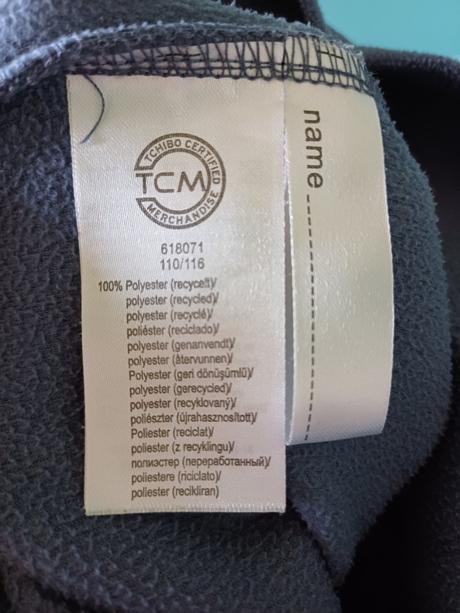 TCHIBO CERTIFIED
TCM
MERCHANDISE
618071
110/116
100% Polyester (recycelt)/
polyester (recycled)/
polyester (recyclé)/
poliéster (reciclado)/
polyester (genanvendt)/
polyester (återvunnen)/
Polyester (geri dönüşümlü)/
polyester (gerecycled)/
polyester (recyklovaný)/
poliészter (újrahasznosított)/
Poliester (reciclat)/
poliester (z recyklingu)/
полиэстер (переработанный)/
poliestere (riciclato)/
poliester (recikliran)
name